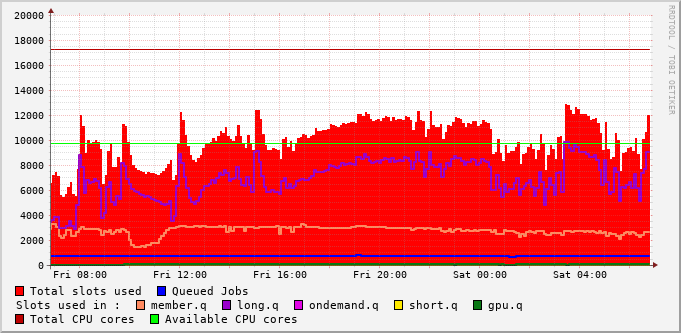 20000
18000
16000
14000
12000
10000
8000
6000
4000
2000
0
Fri 08:00 Fri 12:00 Fri 16:00 Fri 20:00 Sat 00:00 Sat 04:00
RRDTOOL / TOBI OETIKER
Total slots used Queued Jobs
Slots used in : member.q long.q ondemand.q short.q gpu.q
Total CPU cores Available CPU cores